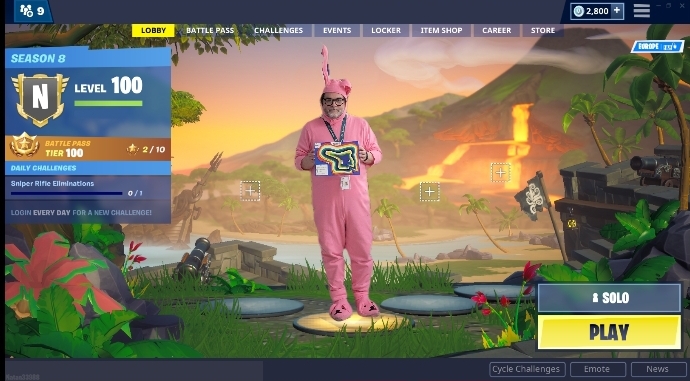 9
2,800 +
LOBBY BATTLE PASS CHALLENGES EVENTS LOCKER ITEM SHOP CAREER STORE
EUROPE
SEASON 8
N
LEVEL 100
BATTLE PASS
TIER 100
2 / 10
DAILY CHALLENGES
Sniper Rifle Eliminations
0 / 1
LOGIN EVERY DAY FOR A NEW CHALLENGE!
SOLO
PLAY
Cycle Challenges Emote News